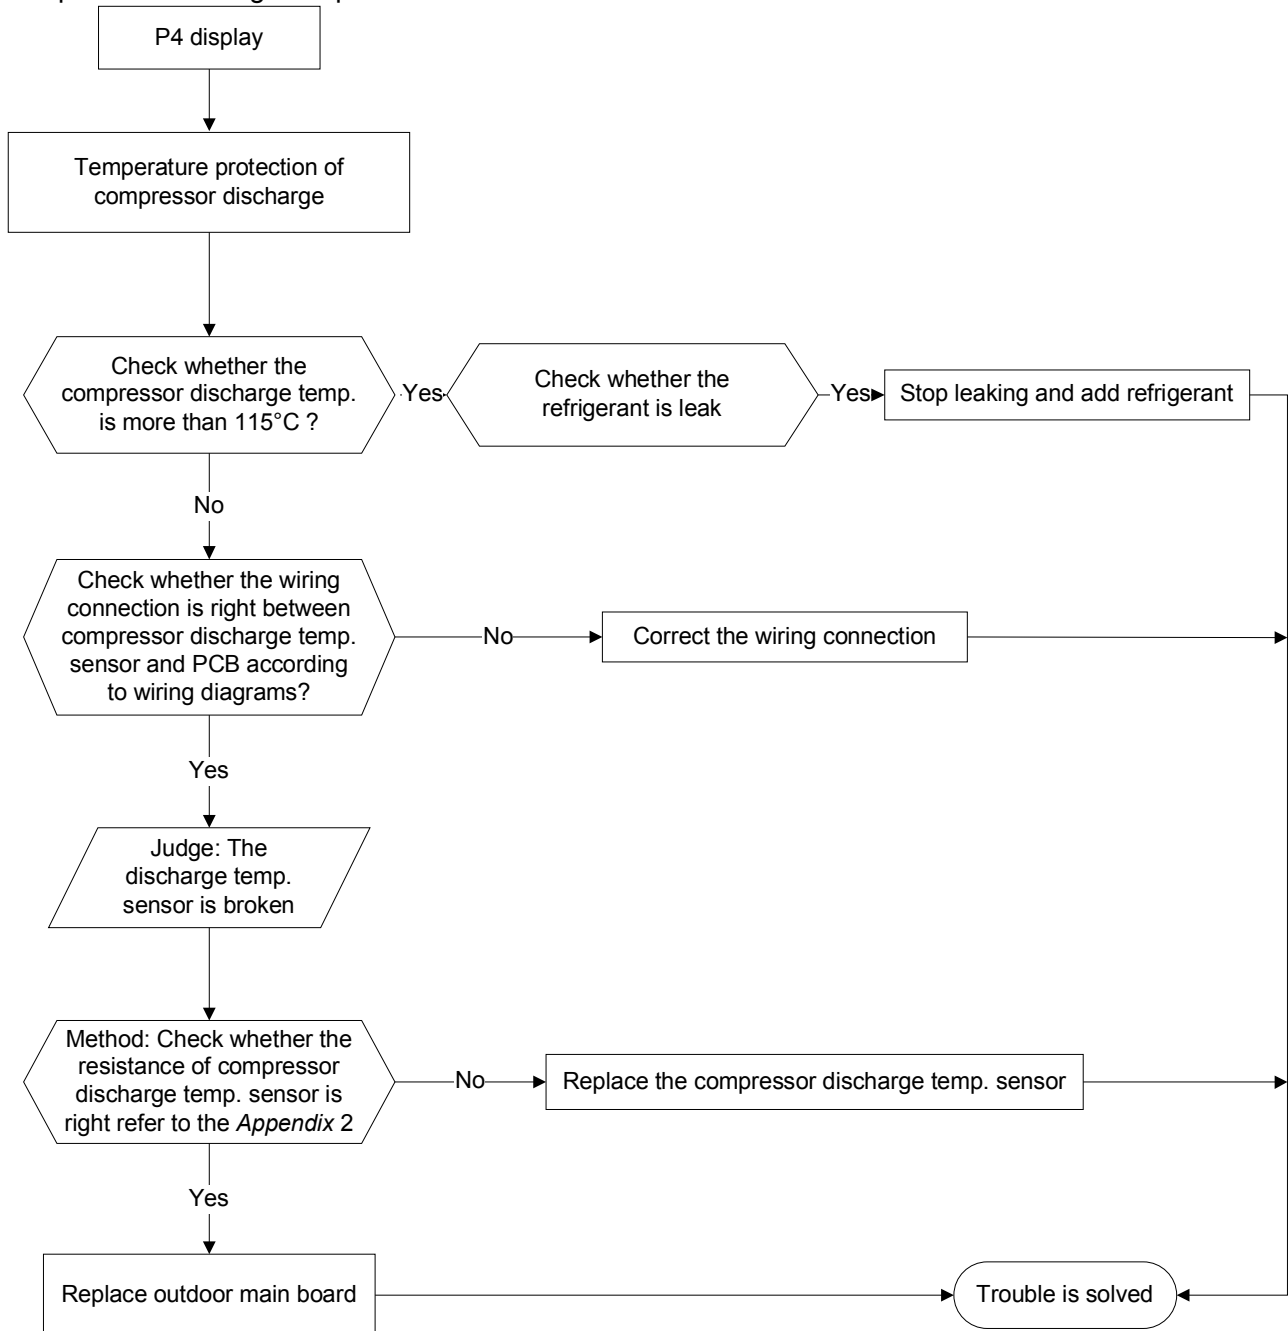 P4 display
Temperature protection of
compressor discharge
Check whether the
compressor discharge temp.
is more than 115°C ?
Yes
Check whether the
refrigerant is leak
Yes
Stop leaking and add refrigerant
No
Check whether the wiring
connection is right between
compressor discharge temp.
sensor and PCB according
to wiring diagrams?
No
Correct the wiring connection
Yes
Judge: The
discharge temp.
sensor is broken
Method: Check whether the
resistance of compressor
discharge temp. sensor is
right refer to the Appendix 2
No
Replace the compressor discharge temp. sensor
Yes
Replace outdoor main board
Trouble is solved